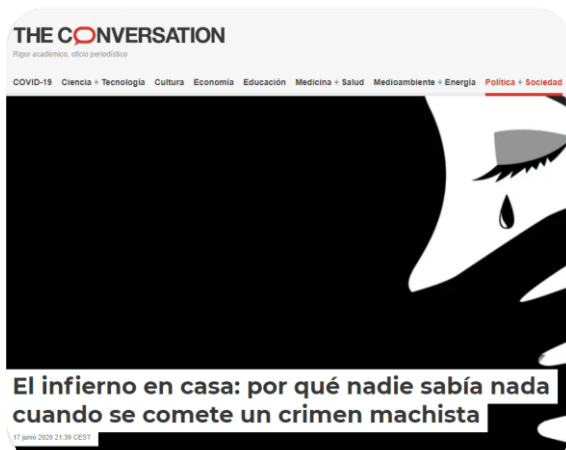 THE CONVERSATION
Rigor académico, oficio periodístico
COVID-19 Ciencia + Tecnología Cultura Economía Educación Medicina + Salud Medioambiente + Energía Política + Sociedad
El infierno en casa: por qué nadie sabía nada
cuando se comete un crimen machista
17 junio 2020 21:39 CEST